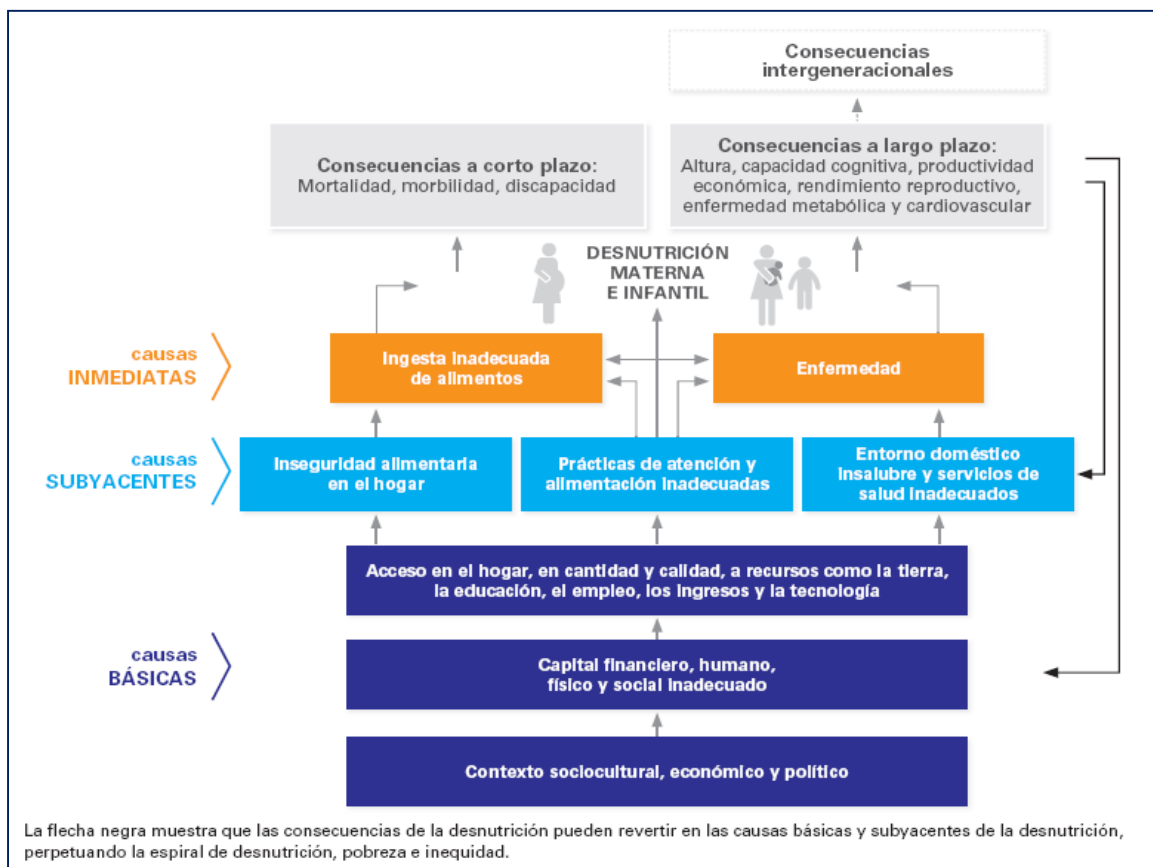 Consecuencias
intergeneracionales
Consecuencias a corto plazo:
Mortalidad, morbilidad, discapacidad
Consecuencias a largo plazo:
Altura, capacidad cognitiva, productividad
económica, rendimiento reproductivo,
enfermedad metabólica y cardiovascular
DESNUTRICIÓN
MATERNA
E INFANTIL
causas
INMEDIATAS
Ingesta inadecuada
de alimentos
Enfermedad
causas
SUBYACENTES
Inseguridad alimentaria
en el hogar
Prácticas de atención y
alimentación inadecuadas
Entorno doméstico
insalubre y servicios de
salud inadecuados
Acceso en el hogar, en cantidad y calidad, a recursos como la tierra,
la educación, el empleo, los ingresos y la tecnología
causas
BÁSICAS
Capital financiero, humano,
físico y social inadecuado
Contexto sociocultural, económico y político
La flecha negra muestra que las consecuencias de la desnutrición pueden revertir en las causas básicas y subyacentes de la desnutrición,
perpetuando la espiral de desnutrición, pobreza e inequidad.